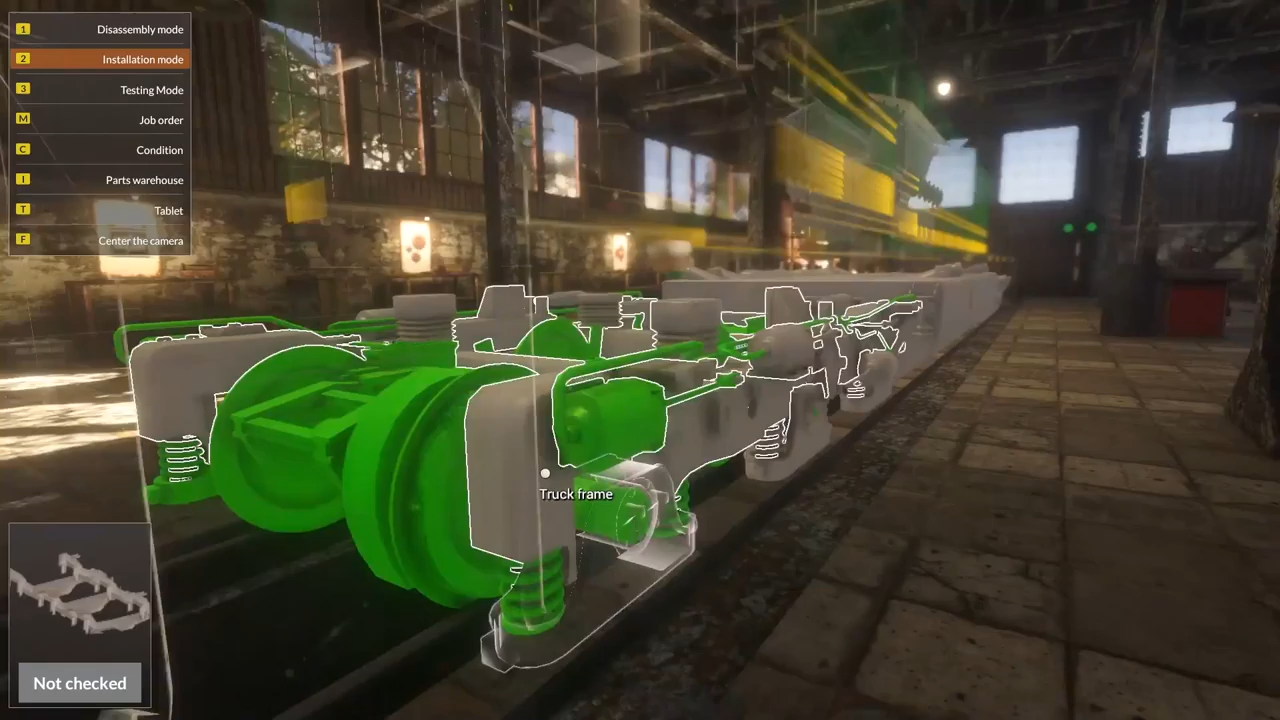 1 Disassembly mode
2 Installation mode
3 Testing Mode
M Job order
C Condition
I Parts warehouse
T Tablet
F Center the camera
Truck frame
Not checked